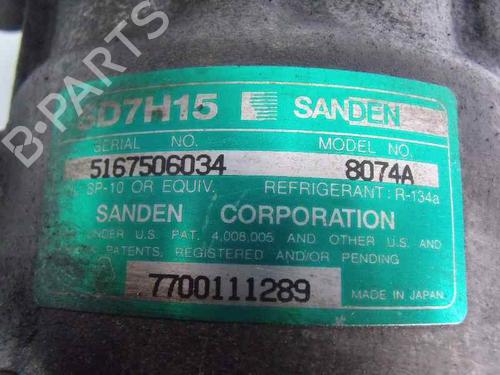 B-PARTS
SD7H15 SANDEN
SERIAL NO. MODEL NO.
5167506034 8074A
SP-10 OR EQUIV. REFRIGERANT: R-134a
SANDEN CORPORATION
UNDER U.S. PAT. 4,008,005 AND OTHER U.S. AND
PATENTS, REGISTERED AND/OR PENDING
7700111289 MADE IN JAPAN